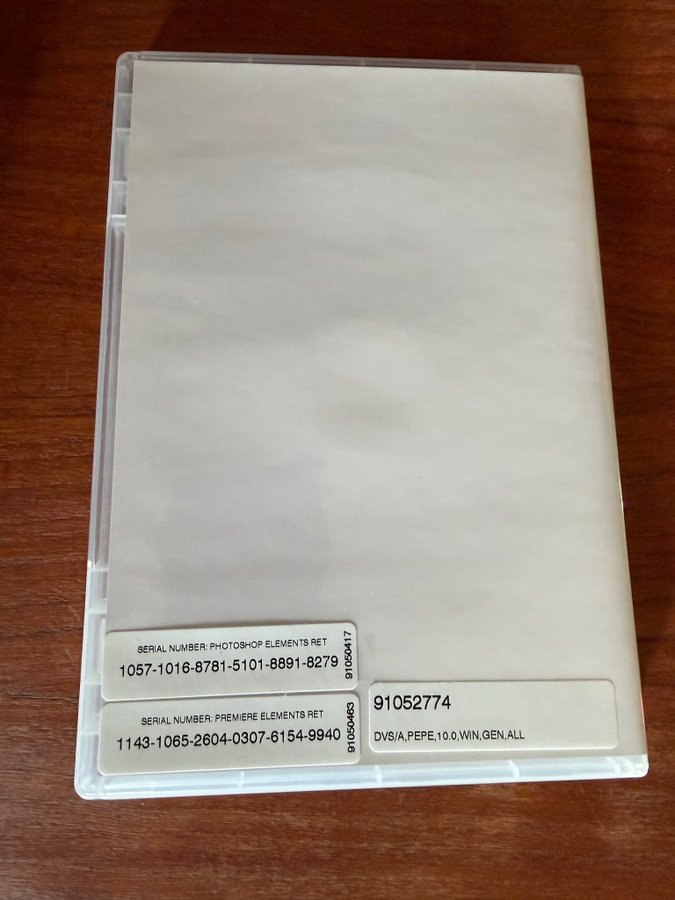 SERIAL NUMBER: PHOTOSHOP ELEMENTS RET
1057-1016-8781-5101-8891-8279
91050417
SERIAL NUMBER: PREMIERE ELEMENTS RET
1143-1065-2604-0307-6154-9940
91050463
91052774
DVS/A,PEPE,10.0,WIN,GEN,ALL